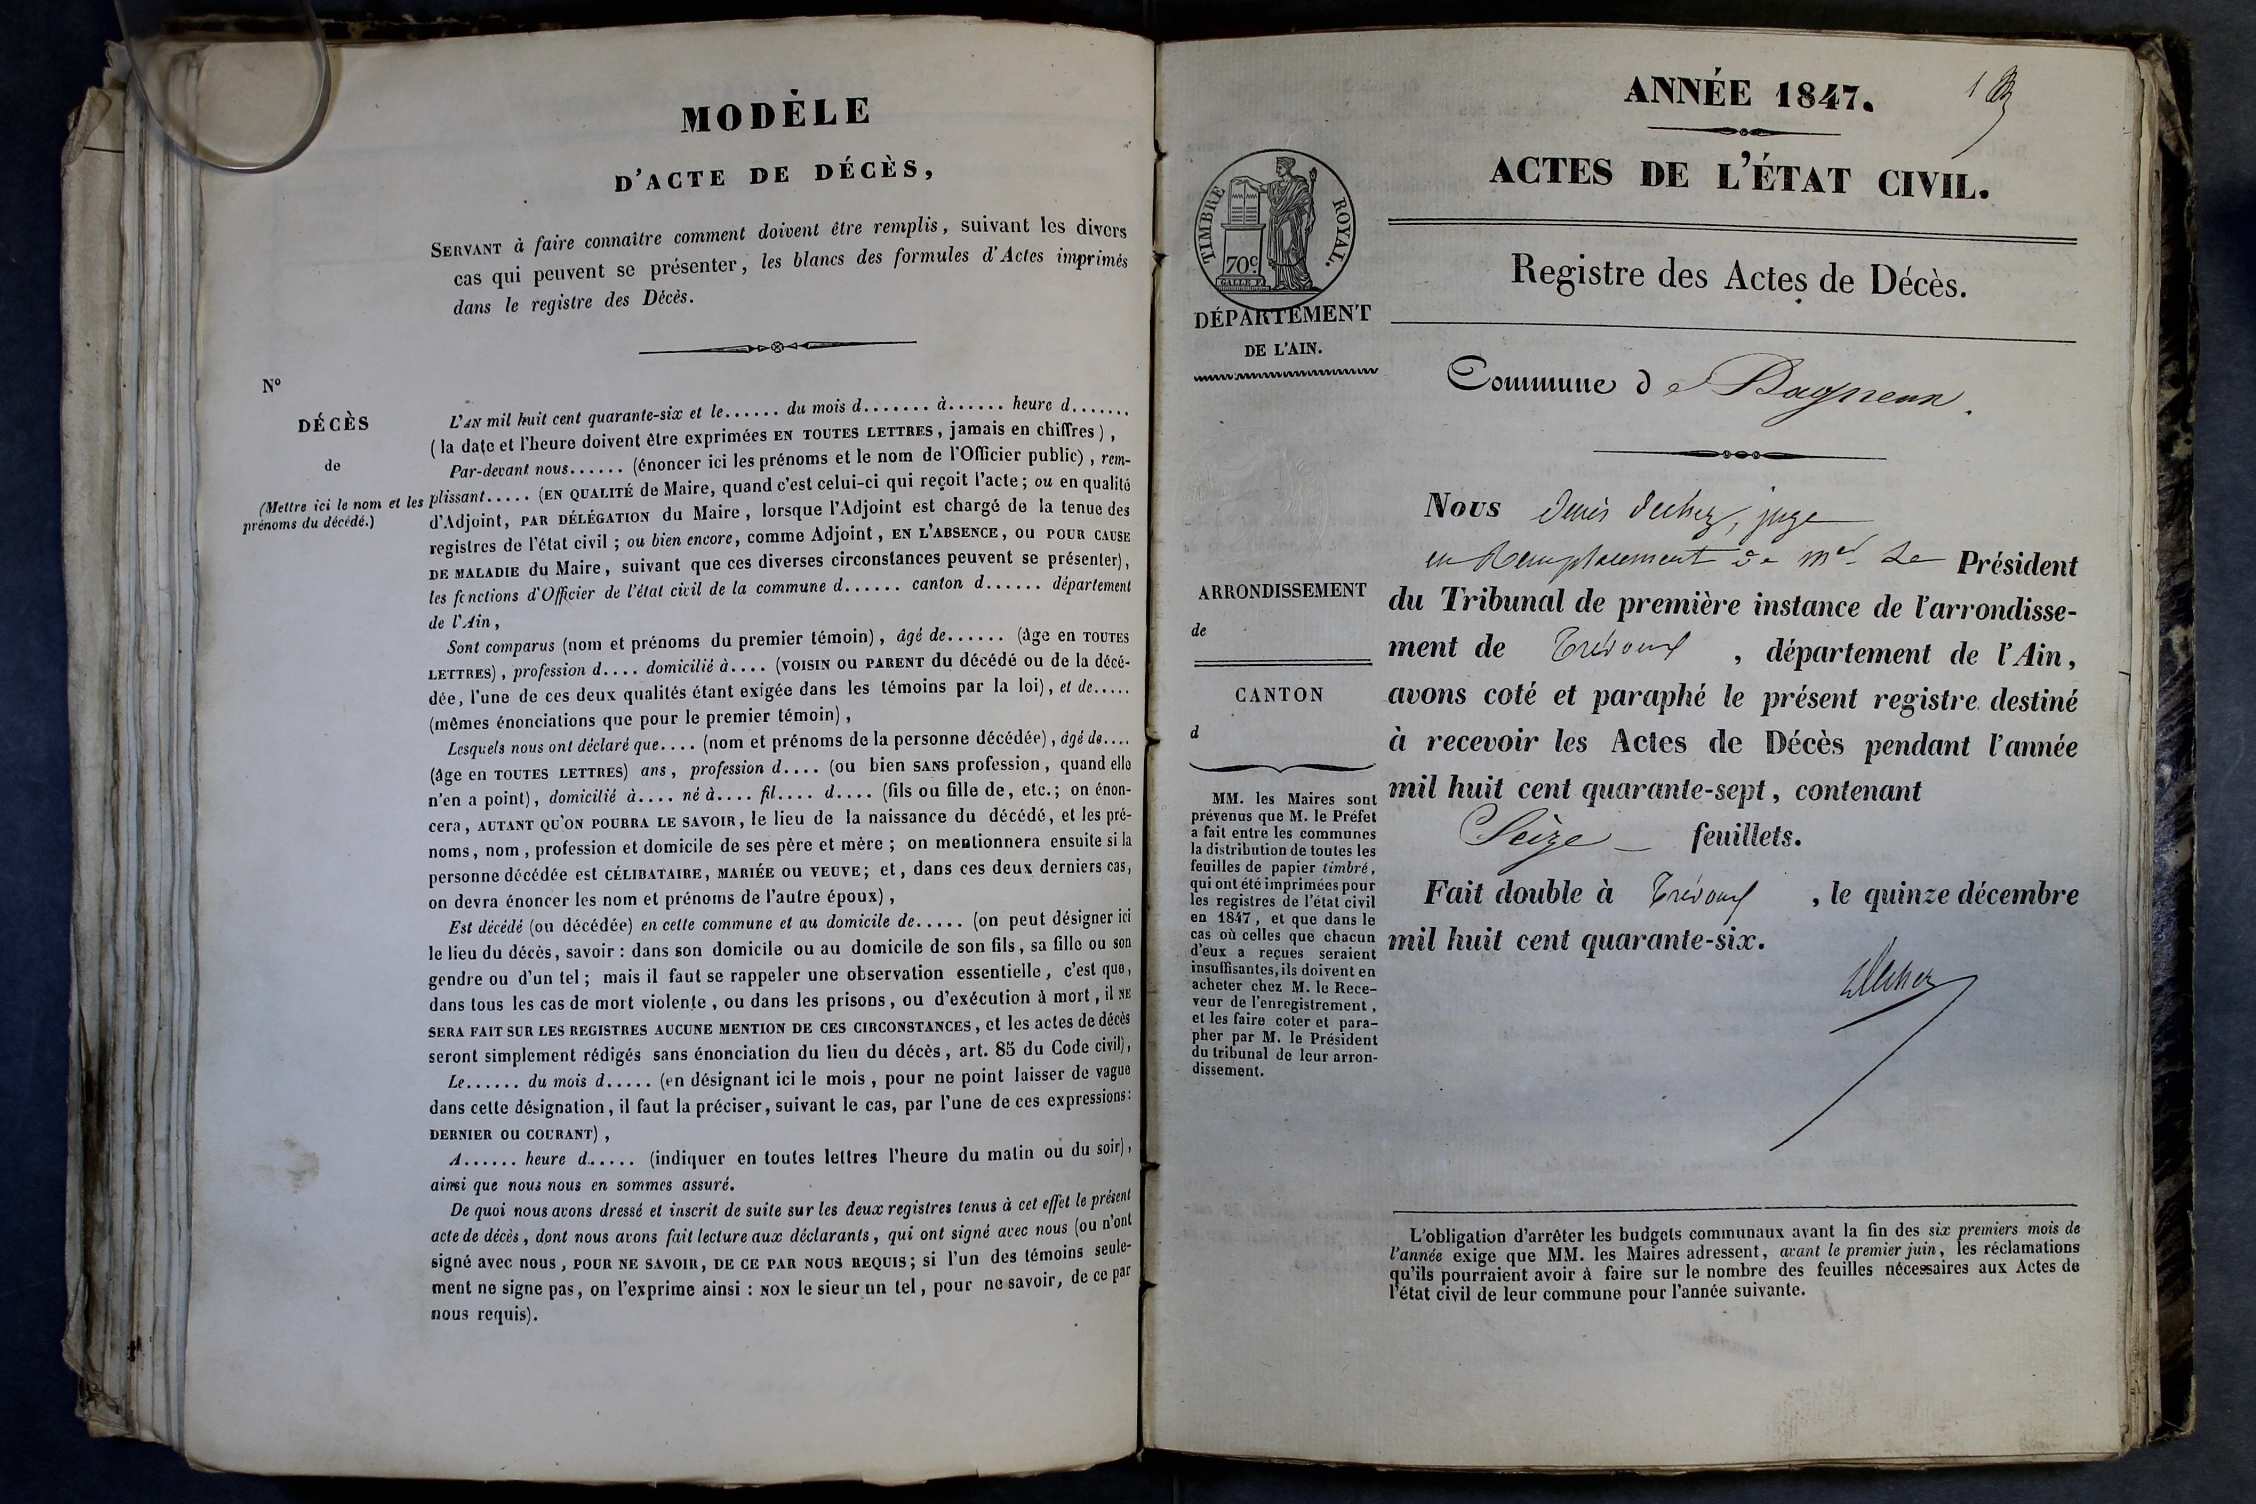 MODÈLE
D'ACTE DE DÉCÈS,
SERVANT à faire connaître comment doivent être remplis, suivant les divers
cas qui peuvent se présenter, les blancs des formules d'Actes imprimés
dans le registre des Décès.
N°
DÉCÈS
de
(Mettre ici le nom et les
prénoms du décédé.)
L'AN mil huit cent quarante-six et le...... du mois d....... à...... heure d.......
(la date et l'heure doivent être exprimées EN TOUTES LETTRES, jamais en chiffres),
Par-devant nous...... (énoncer ici les prénoms et le nom de l'Officier public), rem-
plissant..... (EN QUALITÉ de Maire, quand c'est celui-ci qui reçoit l'acte; ou en qualité
d'Adjoint, PAR DÉLÉGATION du Maire, lorsque l'Adjoint est chargé de la tenue des
registres de l'état civil; ou bien encore, comme Adjoint, EN L'ABSENCE, ou POUR CAUSE
DE MALADIE du Maire, suivant que ces diverses circonstances peuvent se présenter),
les fonctions d'Officier de l'état civil de la commune d...... canton d...... département
de l'Ain,
Sont comparus (nom et prénoms du premier témoin), âgé de...... (âge en TOUTES
LETTRES), profession d.... domicilié à.... (VOISIN OU PARENT du décédé ou de la décé-
dée, l'une de ces deux qualités étant exigée dans les témoins par la loi), et de.....
(mêmes énonciations que pour le premier témoin),
Lesquels nous ont déclaré que.... (nom et prénoms de la personne décédée), âgé de....
(âge en TOUTES LETTRES) ans, profession d.... (ou bien SANS profession, quand elle
n'en a point), domicilié à.... né à.... fil.... d.... (fils ou fille de, etc.; on énon-
cera, AUTANT QU'ON POURRA LE SAVOIR, le lieu de la naissance du décédé, et les pré-
noms, nom, profession et domicile de ses père et mère; on mentionnera ensuite si la
personne décédée est CÉLIBATAIRE, MARIÉE OU VEUVE; et, dans ces deux derniers cas,
on devra énoncer les nom et prénoms de l'autre époux),
Est décédé (ou décédée) en cette commune et au domicile de..... (on peut désigner ici
le lieu du décès, savoir: dans son domicile ou au domicile de son fils, sa fille ou son
gendre ou d'un tel; mais il faut se rappeler une observation essentielle, c'est que,
dans tous les cas de mort violente, ou dans les prisons, ou d'exécution à mort, il NE
SERA FAIT SUR LES REGISTRES AUCUNE MENTION DE CES CIRCONSTANCES, et les actes de décès
seront simplement rédigés sans énonciation du lieu du décès, art. 85 du Code civil),
Le...... du mois d..... (en désignant ici le mois, pour ne point laisser de vague
dans cette désignation, il faut la préciser, suivant le cas, par l'une de ces expressions:
DERNIER OU COURANT),
A...... heure d..... (indiquer en toutes lettres l'heure du matin ou du soir),
ainsi que nous nous en sommes assuré.
De quoi nous avons dressé et inscrit de suite sur les deux registres tenus à cet effet le présent
acte de décès, dont nous avons fait lecture aux déclarants, qui ont signé avec nous (ou n'ont
signé avec nous, POUR NE SAVOIR, DE CE PAR NOUS REQUIS; si l'un des témoins seule-
ment ne signe pas, on l'exprime ainsi: NON le sieur un tel, pour ne savoir, de ce par
nous requis).
1
ANNÉE 1847.
ACTES DE L'ÉTAT CIVIL.
TIMBRE ROYAL.
70c
DÉPARTEMENT
DE L'AIN.
Registre des Actes de Décès.
Commune de Dagneux.
ARRONDISSEMENT
de
CANTON
d
MM. les Maires sont
prévenus que M. le Préfet
a fait entre les communes
la distribution de toutes les
feuilles de papier timbré,
qui ont été imprimées pour
les registres de l'état civil
en 1847, et que dans le
cas où celles que chacun
d'eux a reçues seraient
insuffisantes, ils doivent en
acheter chez M. le Rece-
veur de l'enregistrement,
et les faire coter et para-
pher par M. le Président
du tribunal de leur arron-
dissement.
Nous Denis Dechez, juge
en Remplacement de Mr Le Président
du Tribunal de première instance de l'arrondisse-
ment de Trévoux, département de l'Ain,
avons coté et paraphé le présent registre destiné
à recevoir les Actes de Décès pendant l'année
mil huit cent quarante-sept, contenant
Seize feuillets.
Fait double à Trévoux, le quinze décembre
mil huit cent quarante-six.
Dechez
L'obligation d'arrêter les budgets communaux avant la fin des six premiers mois de
l'année exige que MM. les Maires adressent, avant le premier juin, les réclamations
qu'ils pourraient avoir à faire sur le nombre des feuilles nécessaires aux Actes de
l'état civil de leur commune pour l'année suivante.